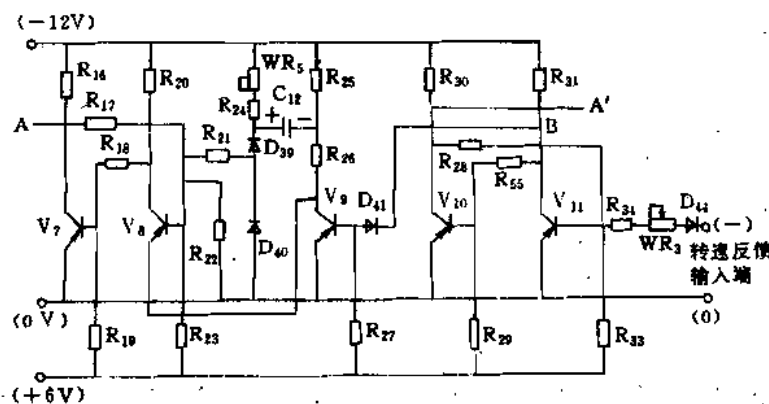 (−12V)
R₁₆
R₂₀
WR₅
R₂₅
R₃₀
R₃₁
R₁₇
R₂₄
C₁₂
+
−
A
A'
B
R₁₈
R₂₁
D₃₉
R₂₆
R₂₈
R₅₅
V₇
V₈
R₂₂
D₄₀
V₉
D₄₁
V₁₀
V₁₁
R₃₄
WR₃
D₄₄
(−)
转速反馈
输入端
(0 V)
(0)
R₁₉
R₂₃
R₂₇
R₂₉
R₃₃
(+6V)